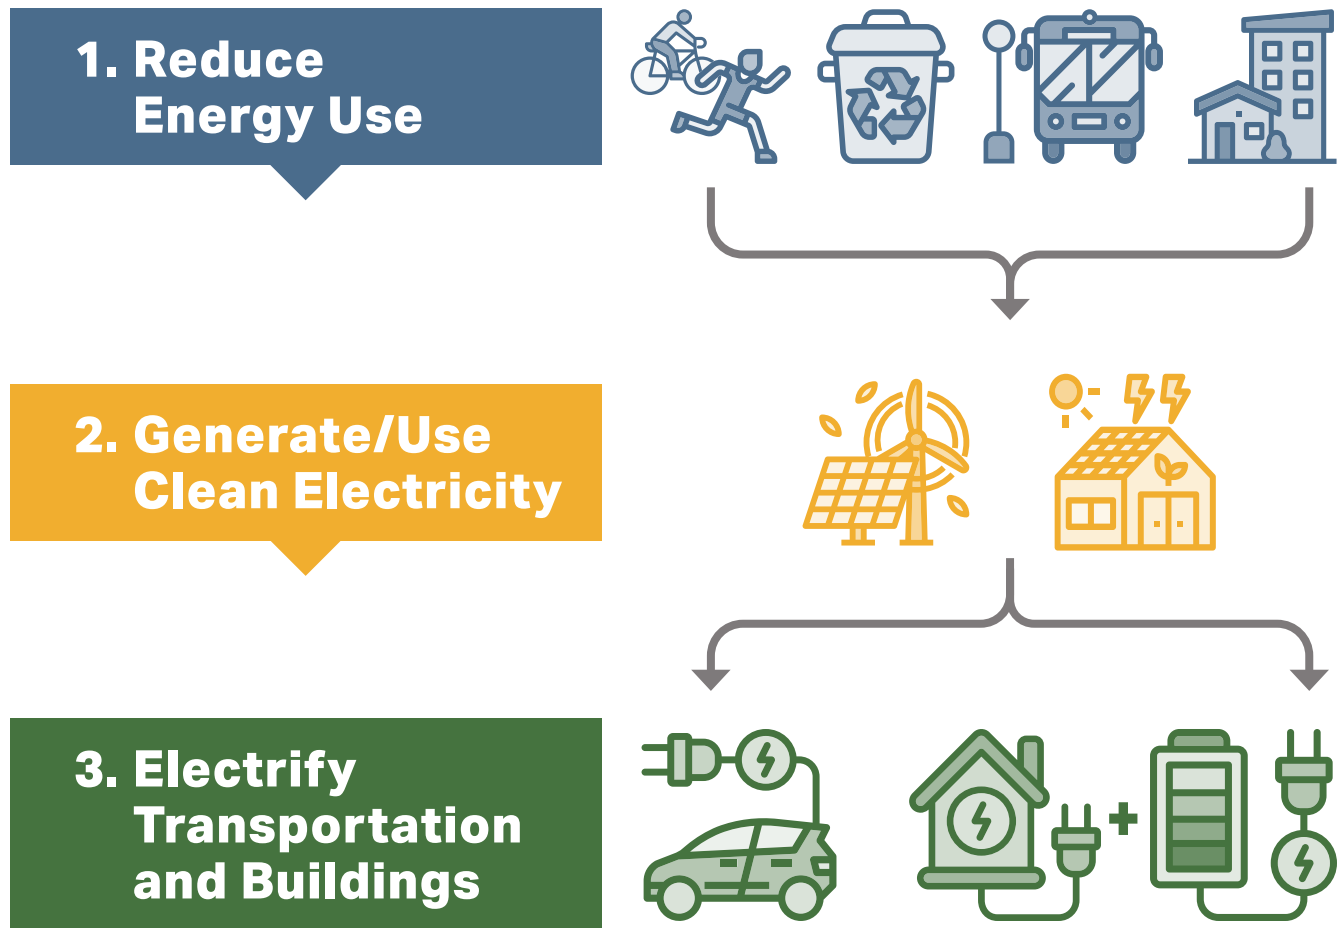 1. Reduce
Energy Use
2. Generate/Use
Clean Electricity
3. Electrify
Transportation
and Buildings